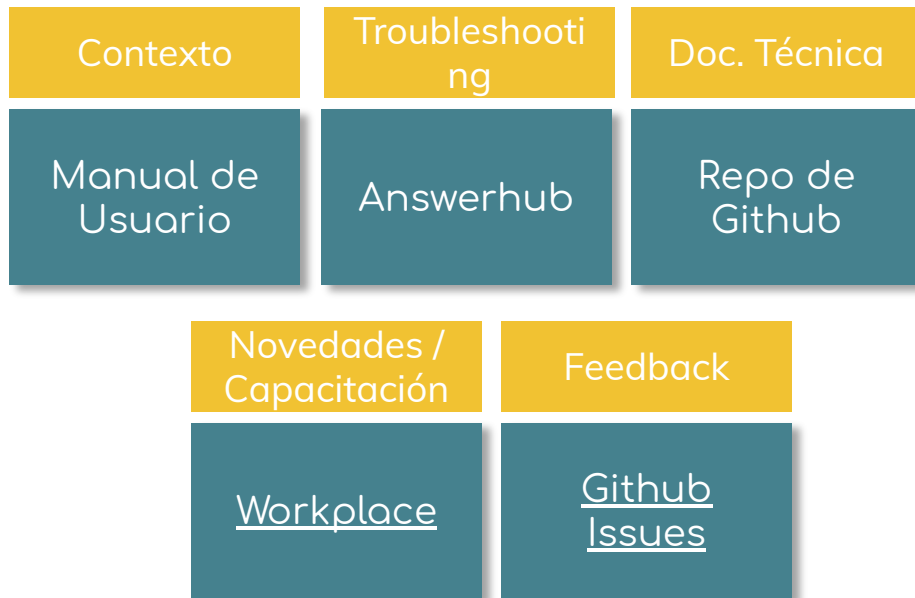 Contexto
Troubleshooti
ng
Doc. Técnica
Manual de
Usuario
Answerhub
Repo de
Github
Novedades /
Capacitación
Feedback
Workplace
Github
Issues